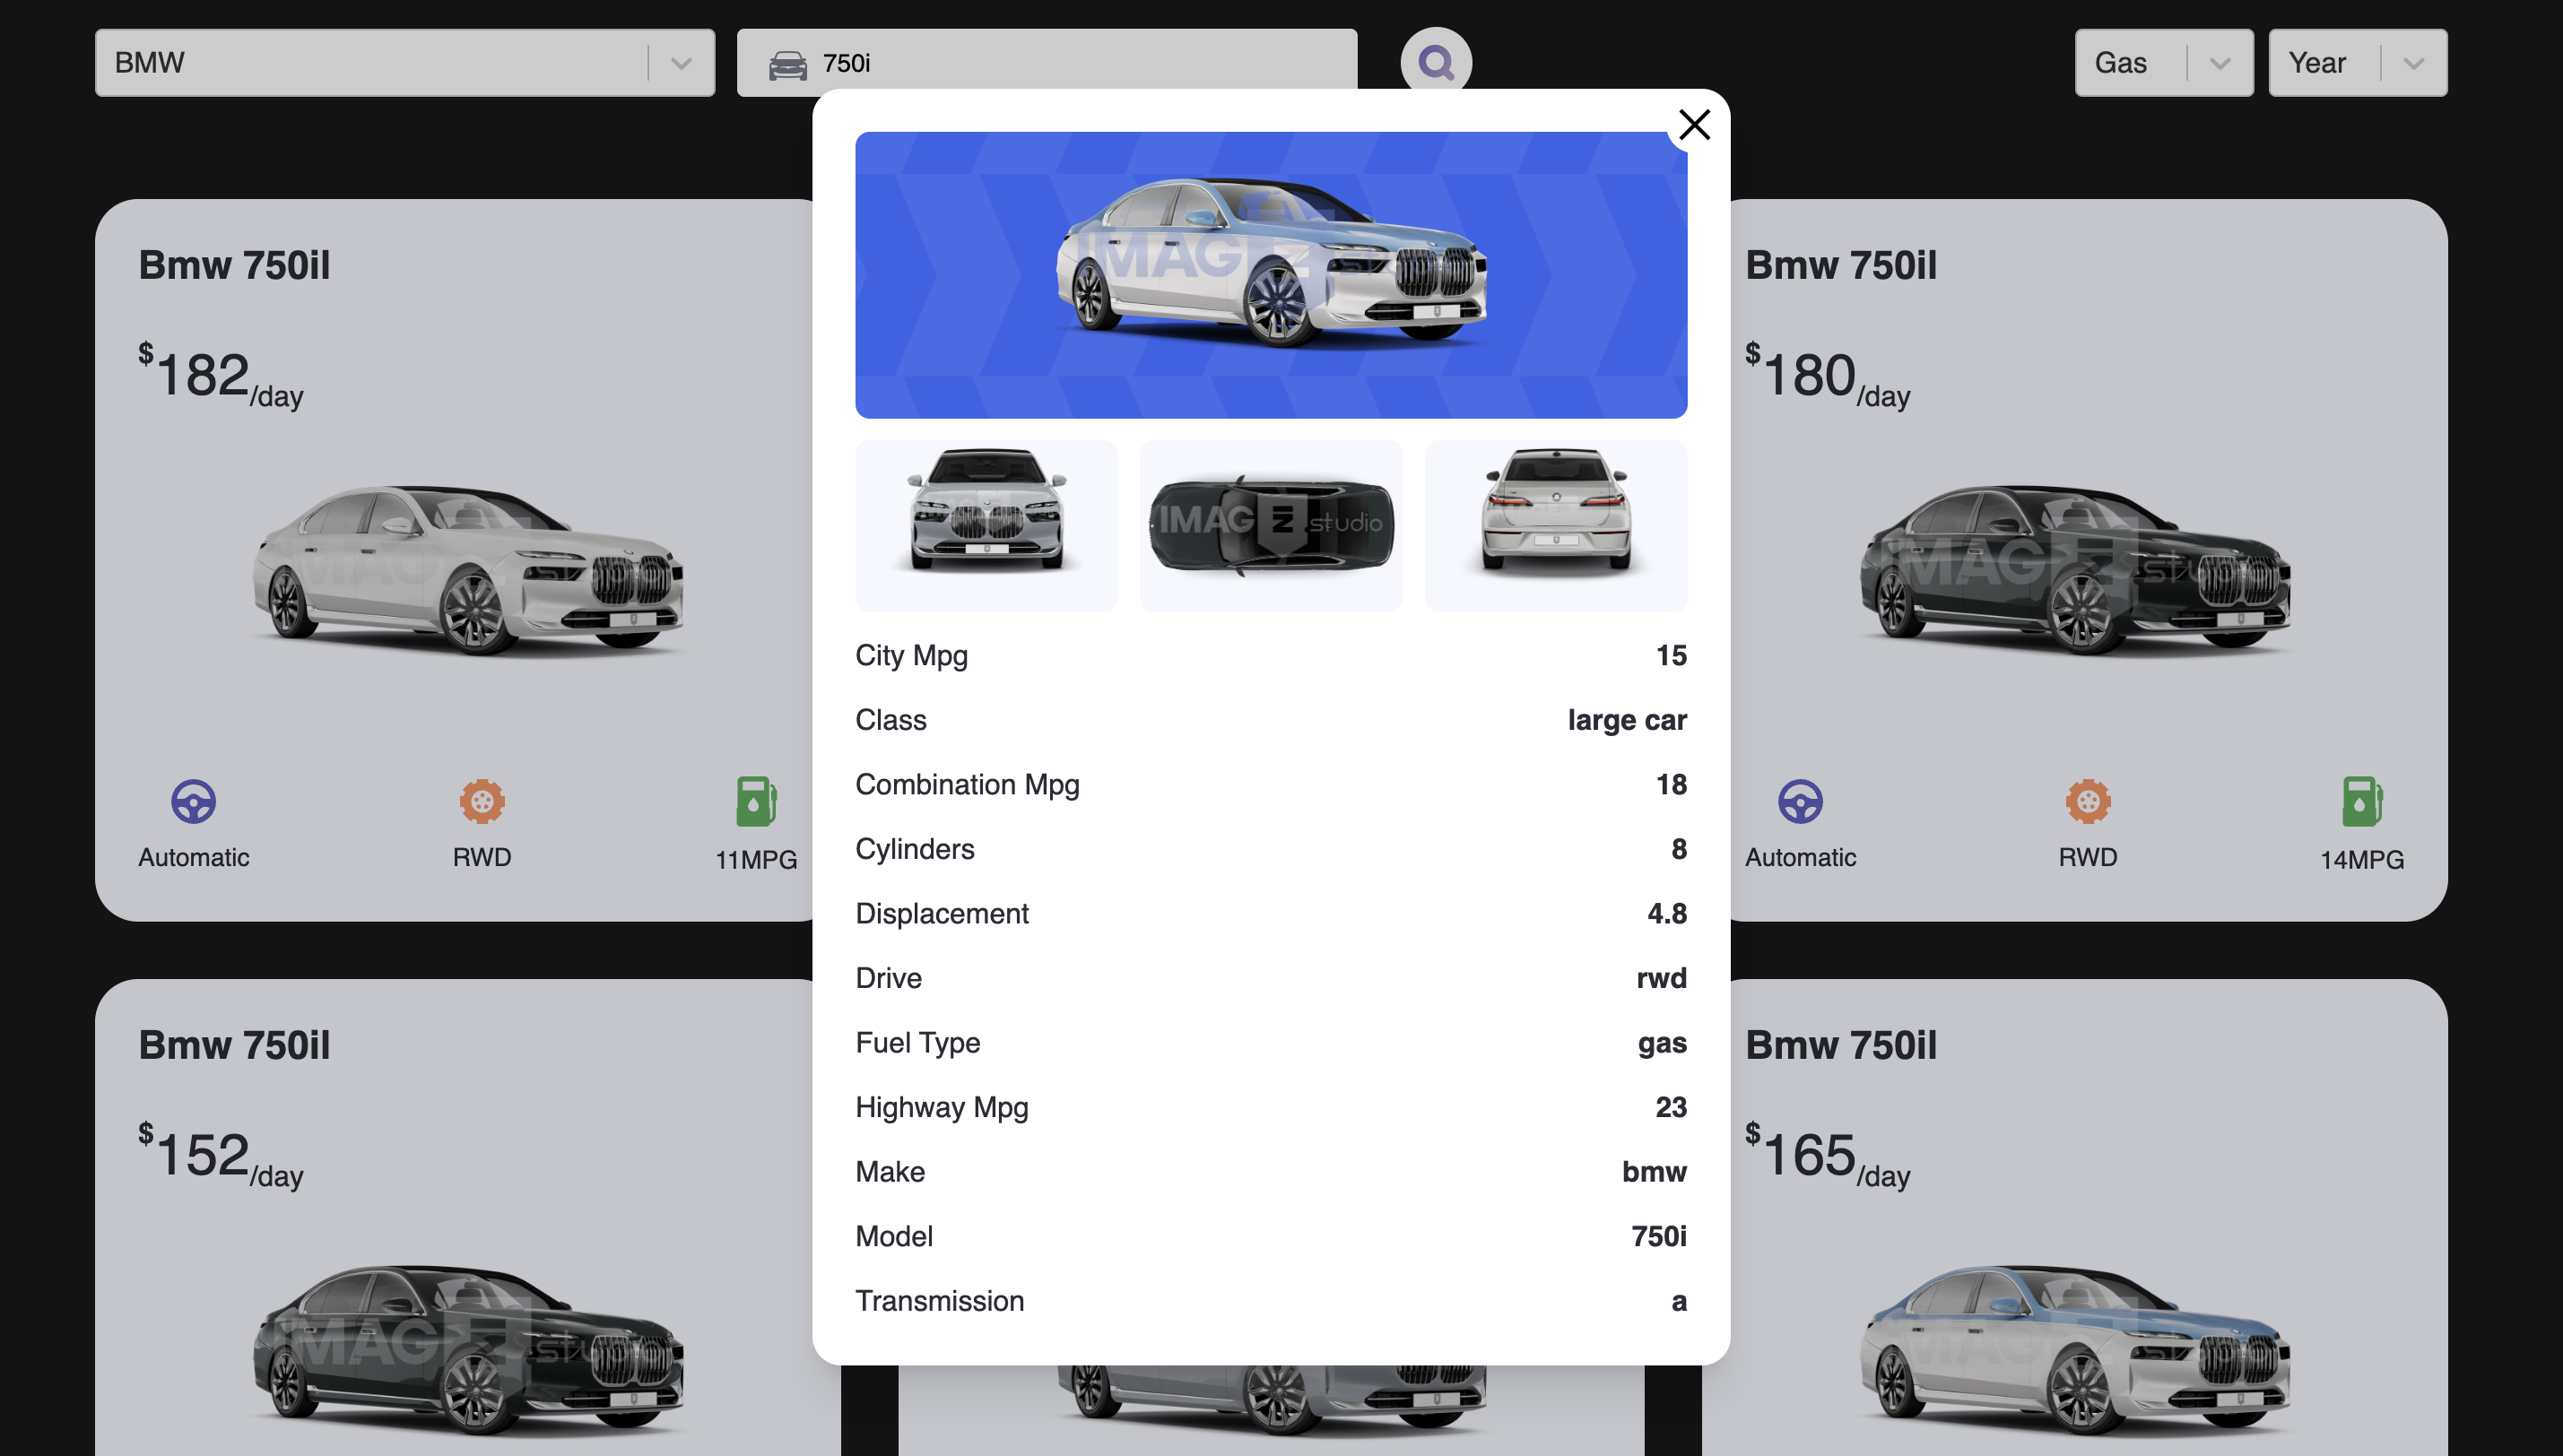 BMW
750i
Gas
Year
Bmw 750il
$182/day
Automatic
RWD
11MPG
Bmw 750il
$180/day
Automatic
RWD
14MPG
IMAG
IMAGZIN.studio
City Mpg 15
Class large car
Combination Mpg 18
Cylinders 8
Displacement 4.8
Drive rwd
Fuel Type gas
Highway Mpg 23
Make bmw
Model 750i
Transmission a
Bmw 750il
$152/day
Bmw 750il
$165/day